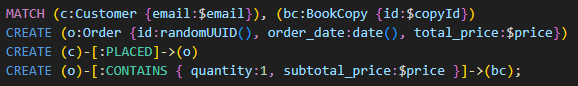 MATCH (c:Customer {email:$email}), (bc:BookCopy {id:$copyId})
CREATE (o:Order {id:randomUUID(), order_date:date(), total_price:$price})
CREATE (c)-[:PLACED]->(o)
CREATE (o)-[:CONTAINS { quantity:1, subtotal_price:$price }]->(bc);